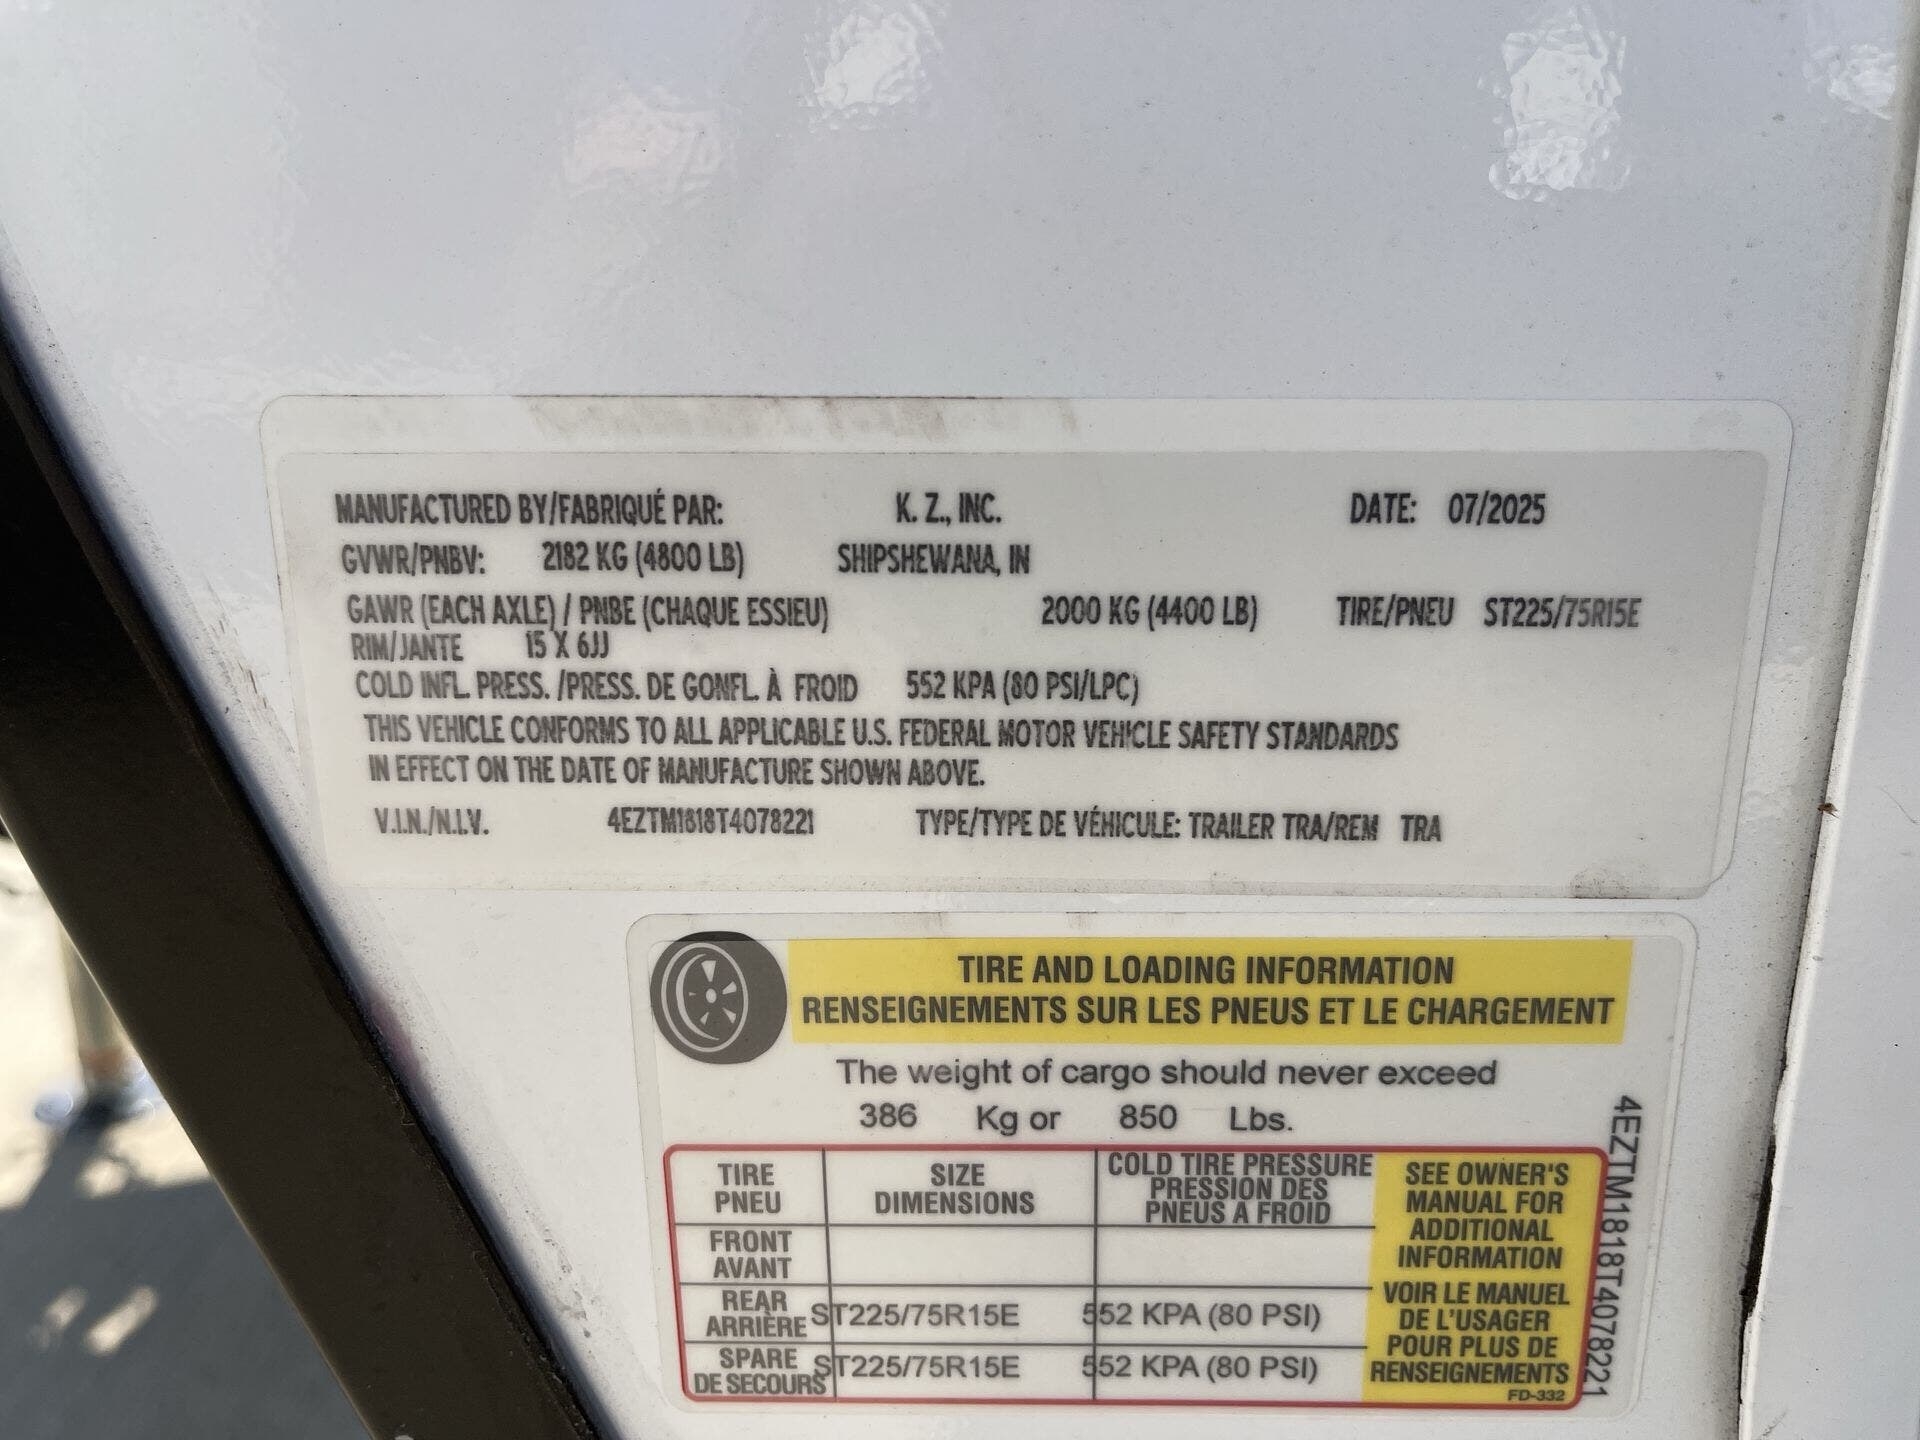 MANUFACTURED BY/FABRIQUÉ PAR: K. Z., INC. DATE: 07/2025
GVWR/PNBV: 2182 KG (4800 LB) SHIPSHEWANA, IN
GAWR (EACH AXLE) / PNBE (CHAQUE ESSIEU) 2000 KG (4400 LB) TIRE/PNEU ST225/75R15E
RIM/JANTE 15 X 6JJ
COLD INFL. PRESS. /PRESS. DE GONFL. À FROID 552 KPA (80 PSI/LPC)
THIS VEHICLE CONFORMS TO ALL APPLICABLE U.S. FEDERAL MOTOR VEHICLE SAFETY STANDARDS
IN EFFECT ON THE DATE OF MANUFACTURE SHOWN ABOVE.
V.I.N./N.I.V. 4EZTM1818T4078221 TYPE/TYPE DE VÉHICULE: TRAILER TRA/REM TRA
TIRE AND LOADING INFORMATION
RENSEIGNEMENTS SUR LES PNEUS ET LE CHARGEMENT
The weight of cargo should never exceed
386 Kg or 850 Lbs.
TIRE
PNEU
SIZE
DIMENSIONS
COLD TIRE PRESSURE
PRESSION DES
PNEUS A FROID
FRONT
AVANT
REAR
ARRIÈRE
ST225/75R15E
552 KPA (80 PSI)
SPARE
DE SECOURS
ST225/75R15E
552 KPA (80 PSI)
SEE OWNER'S
MANUAL FOR
ADDITIONAL
INFORMATION
VOIR LE MANUEL
DE L'USAGER
POUR PLUS DE
RENSEIGNEMENTS
FD-332
4EZTM1818T4078221